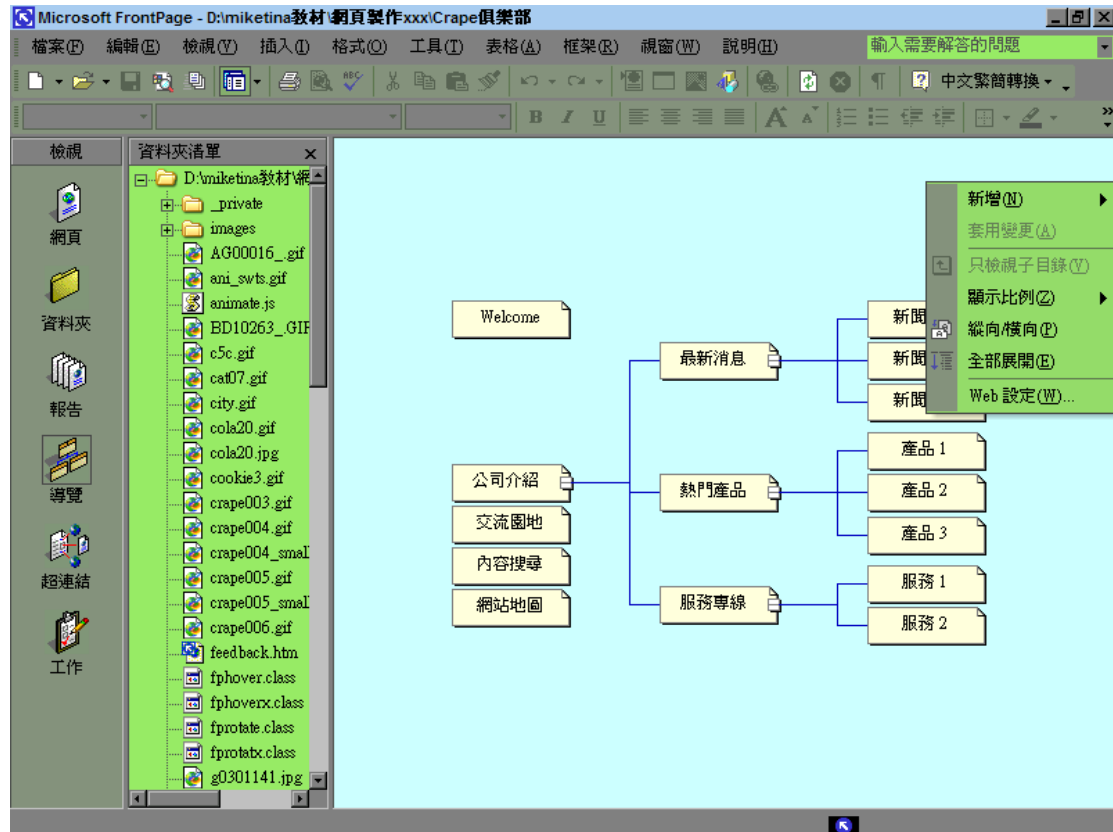 Microsoft FrontPage - D:\miketina教材\網頁製作xxx\Crape俱樂部
檔案(F) 編輯(E) 檢視(V) 插入(I) 格式(O) 工具(T) 表格(A) 框架(R) 視窗(W) 說明(H) 輸入需要解答的問題
中文繁簡轉換
B I U A A
檢視
網頁
資料夾
報告
導覽
超連結
工作
資料夾清單
D:\miketina教材\網
_private
images
AG00016_.gif
ani_swts.gif
animate.js
BD10263_.GIF
c5c.gif
cat07.gif
city.gif
cola20.gif
cola20.jpg
cookie3.gif
crape003.gif
crape004.gif
crape004_small
crape005.gif
crape005_small
crape006.gif
feedback.htm
fphover.class
fphoverx.class
fprotate.class
fprotatx.class
g0301141.jpg
Welcome
公司介紹
交流園地
內容搜尋
網站地圖
最新消息
熱門產品
服務專線
新聞
新聞
新聞
產品 1
產品 2
產品 3
服務 1
服務 2
新增(N)
套用變更(A)
只檢視子目錄(V)
顯示比例(Z)
縱向/橫向(P)
全部展開(E)
Web 設定(W)...